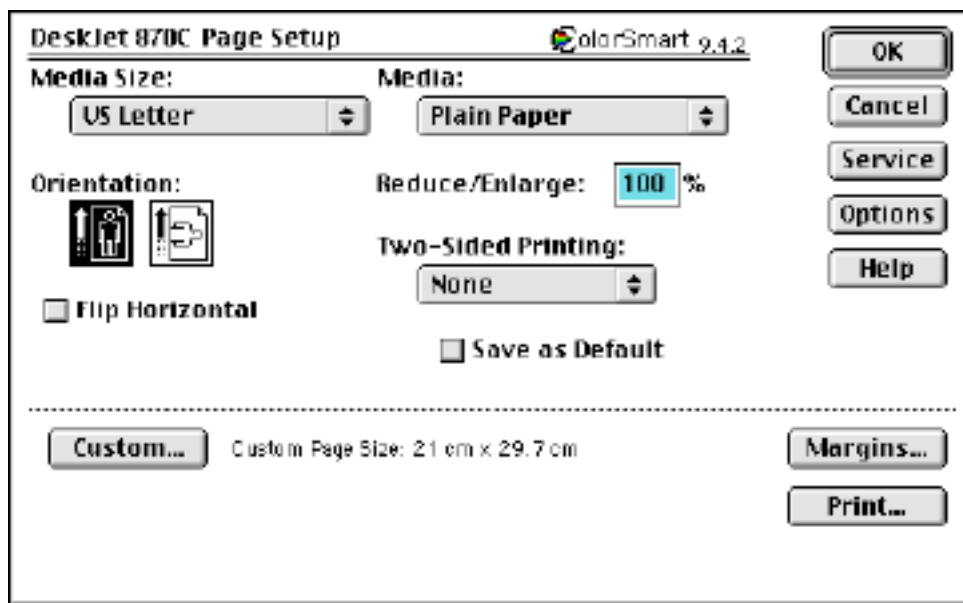 DeskJet 870C Page Setup
ColorSmart 9.4.2
OK
Media Size:
Media:
US Letter
Plain Paper
Cancel
Service
Orientation:
Reduce/Enlarge: 100 %
Options
Two-Sided Printing:
None
Help
Flip Horizontal
Save as Default
Custom...
Custom Page Size: 21 cm x 29.7 cm
Margins...
Print...